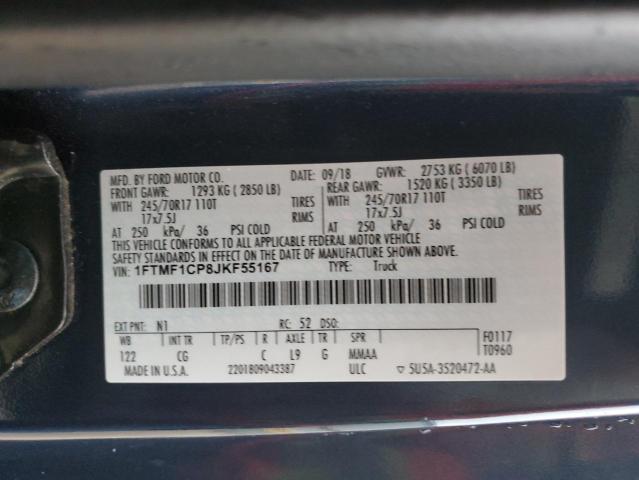 MFD. BY FORD MOTOR CO. DATE: 09/18 GVWR: 2753 KG ( 6070 LB)
FRONT GAWR: 1293 KG ( 2850 LB) REAR GAWR: 1520 KG ( 3350 LB)
WITH 245/70R17 110T TIRES WITH 245/70R17 110T TIRES
17x7.5J RIMS 17x7.5J RIMS
AT 250 kPa/ 36 PSI COLD AT 250 kPa/ 36 PSI COLD
THIS VEHICLE CONFORMS TO ALL APPLICABLE FEDERAL MOTOR VEHICLE
SAFETY STANDARDS IN EFFECT ON THE DATE OF MANUFACTURE SHOWN ABOVE.
VIN: 1FTMF1CP8JKF55167 TYPE: Truck
EXT PNT: N1 RC: 52 DSO:
WB INT TR TP/PS R AXLE TR SPR F0117
122 CG C L9 G MMAA T0960
MADE IN U.S.A. 2201809043387 ULC ▽ 5U5A-3520472-AA